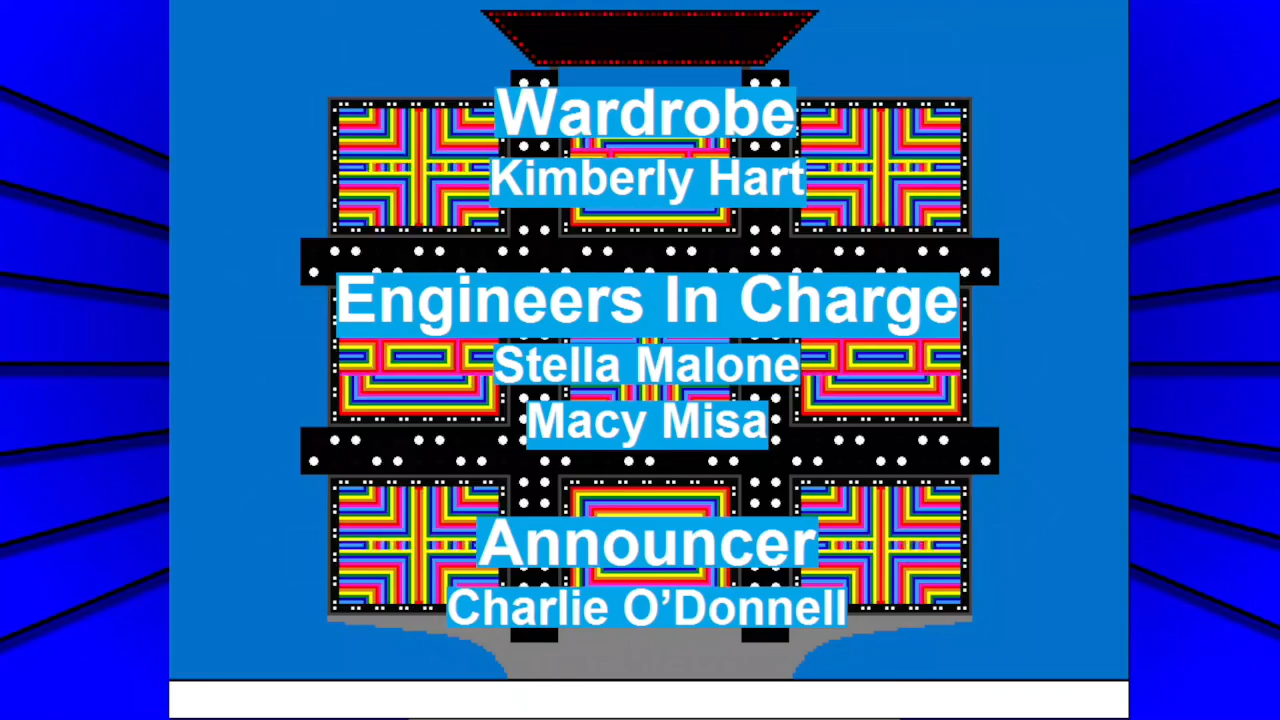 Wardrobe
Kimberly Hart
Engineers In Charge
Stella Malone
Macy Misa
Announcer
Charlie O’Donnell